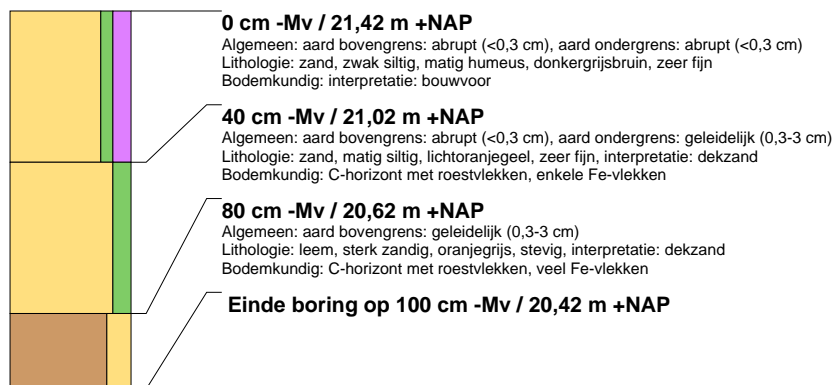 0 cm -Mv / 21,42 m +NAP
Algemeen: aard bovengrens: abrupt (<0,3 cm), aard ondergrens: abrupt (<0,3 cm)
Lithologie: zand, zwak siltig, matig humeus, donkergrijsbruin, zeer fijn
Bodemkundig: interpretatie: bouwvoor
40 cm -Mv / 21,02 m +NAP
Algemeen: aard bovengrens: abrupt (<0,3 cm), aard ondergrens: geleidelijk (0,3-3 cm)
Lithologie: zand, matig siltig, lichtoranjegeel, zeer fijn, interpretatie: dekzand
Bodemkundig: C-horizont met roestvlekken, enkele Fe-vlekken
80 cm -Mv / 20,62 m +NAP
Algemeen: aard bovengrens: geleidelijk (0,3-3 cm)
Lithologie: leem, sterk zandig, oranjegrijs, stevig, interpretatie: dekzand
Bodemkundig: C-horizont met roestvlekken, veel Fe-vlekken
Einde boring op 100 cm -Mv / 20,42 m +NAP